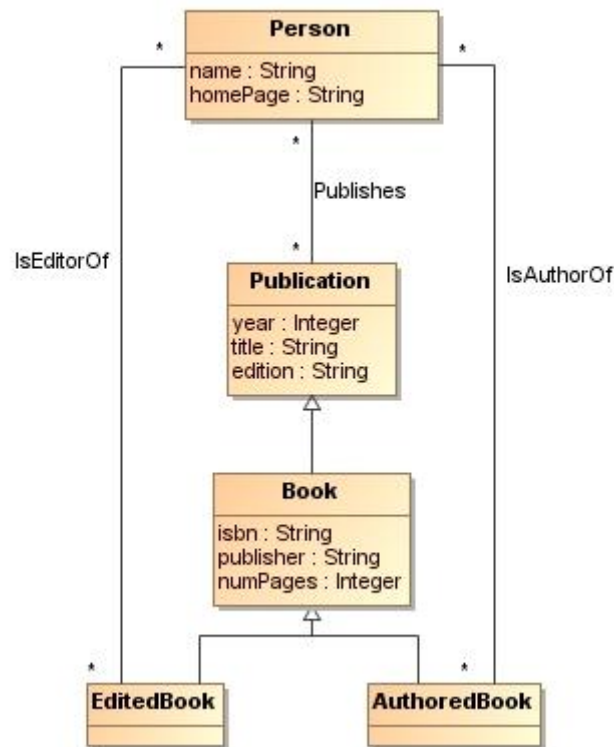 Person
*
*
name : String
homePage : String
*
Publishes
IsEditorOf
IsAuthorOf
*
Publication
year : Integer
title : String
edition : String
Book
isbn : String
publisher : String
numPages : Integer
*
*
EditedBook
AuthoredBook